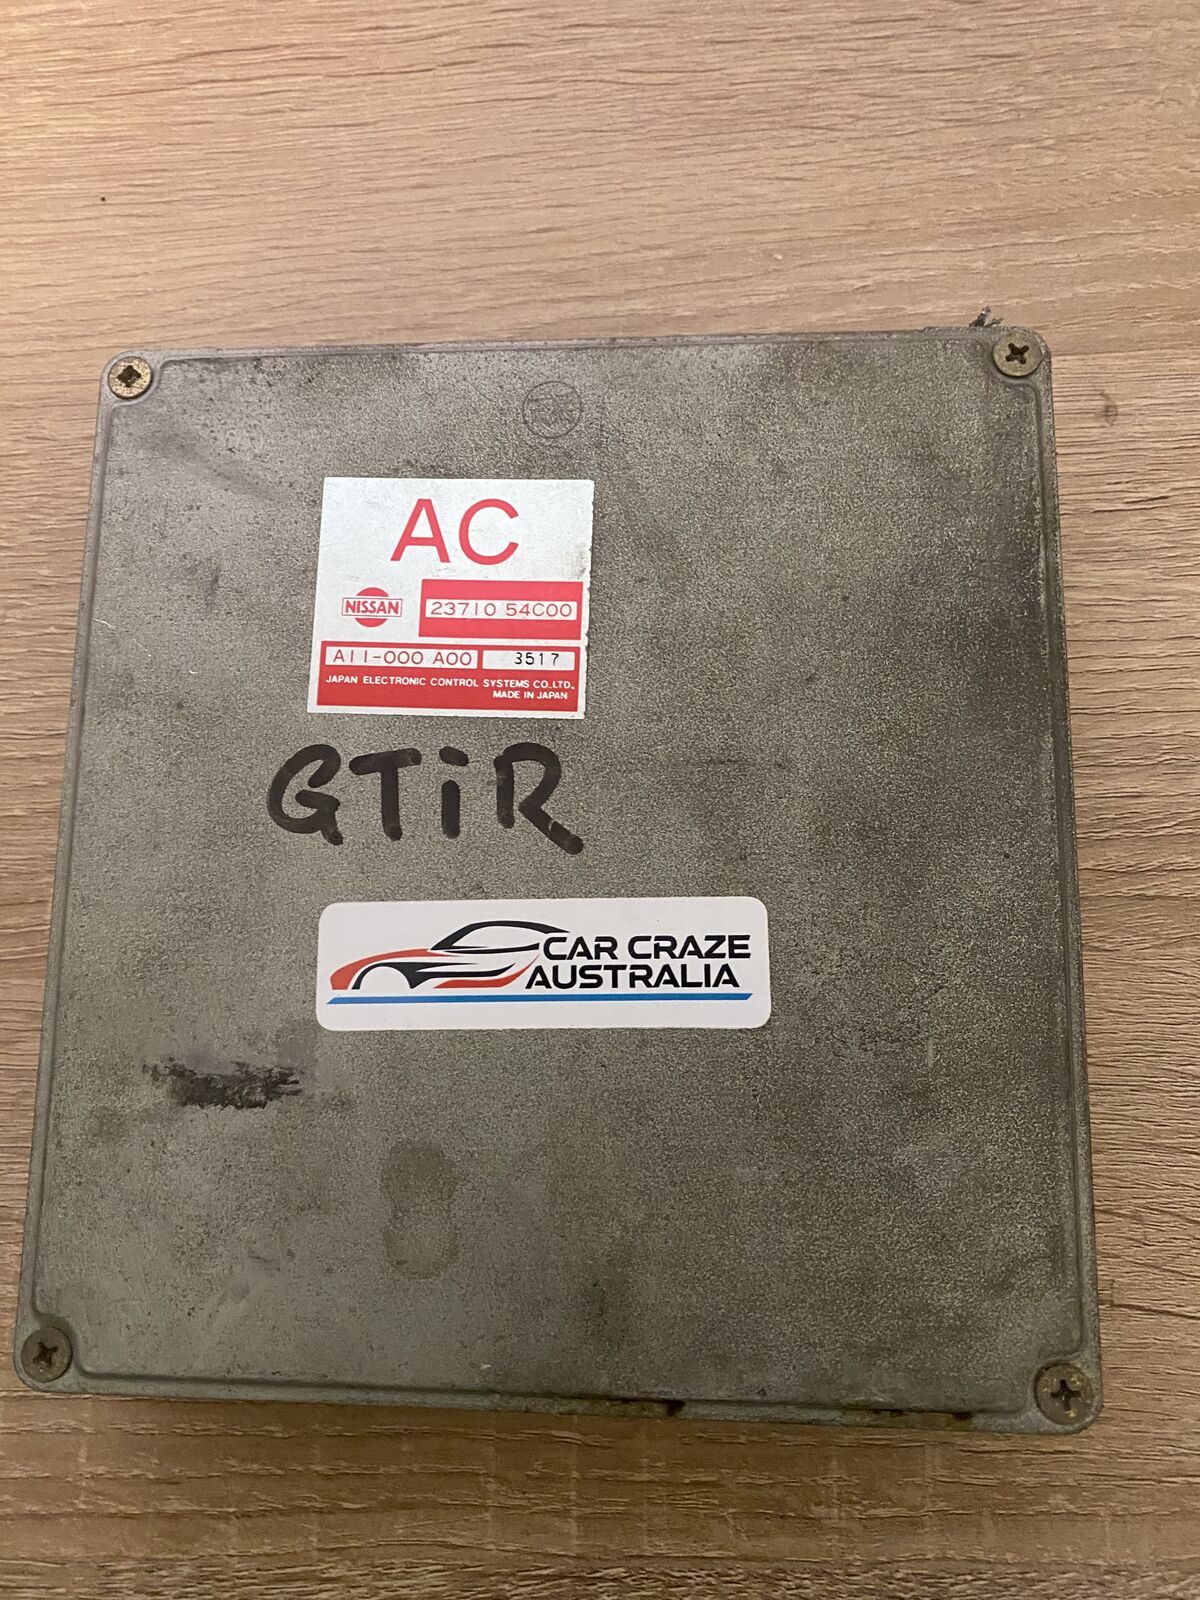 AC
NISSAN
23710 54C00
A11-000 A00 3517
JAPAN ELECTRONIC CONTROL SYSTEMS CO.LTD.
MADE IN JAPAN
GTiR
CAR CRAZE
AUSTRALIA